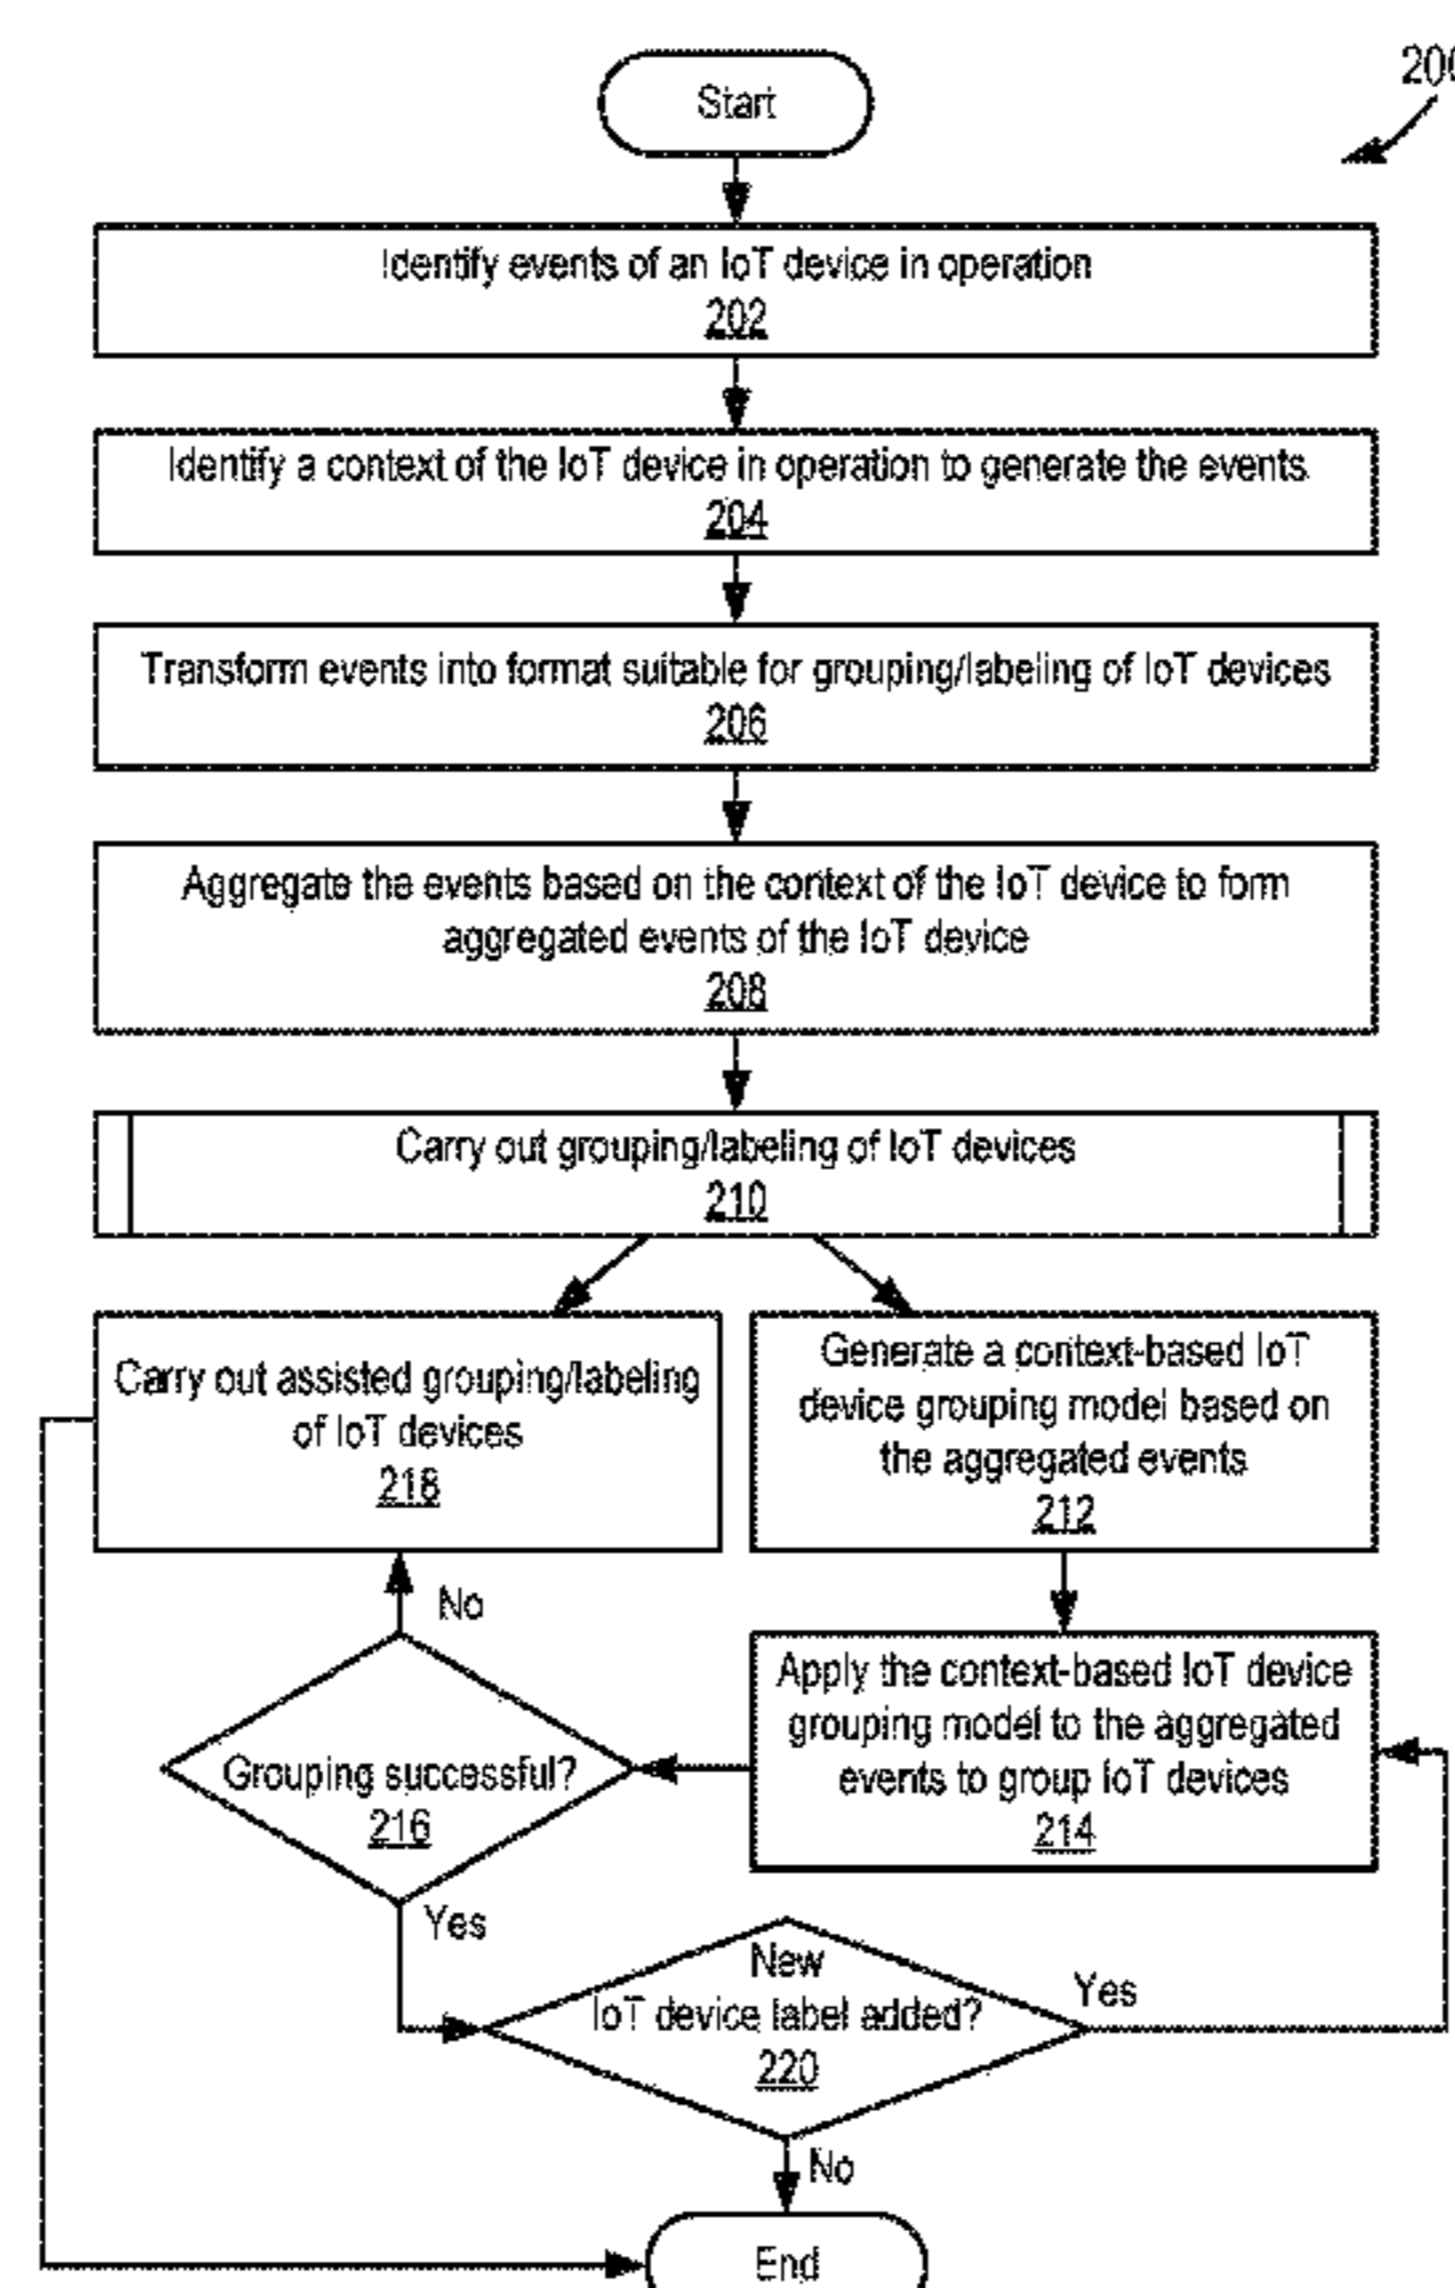 Start
200
Identify events of an IoT device in operation
202
Identify a context of the IoT device in operation to generate the events
204
Transform events into format suitable for grouping/labeling of IoT devices
206
Aggregate the events based on the context of the IoT device to form
aggregated events of the IoT device
208
Carry out grouping/labeling of IoT devices
210
Carry out assisted grouping/labeling
of IoT devices
218
Generate a context-based IoT
device grouping model based on
the aggregated events
212
No
Apply the context-based IoT device
grouping model to the aggregated
events to group IoT devices
214
Grouping successful?
216
Yes
New
IoT device label added?
220
Yes
No
End